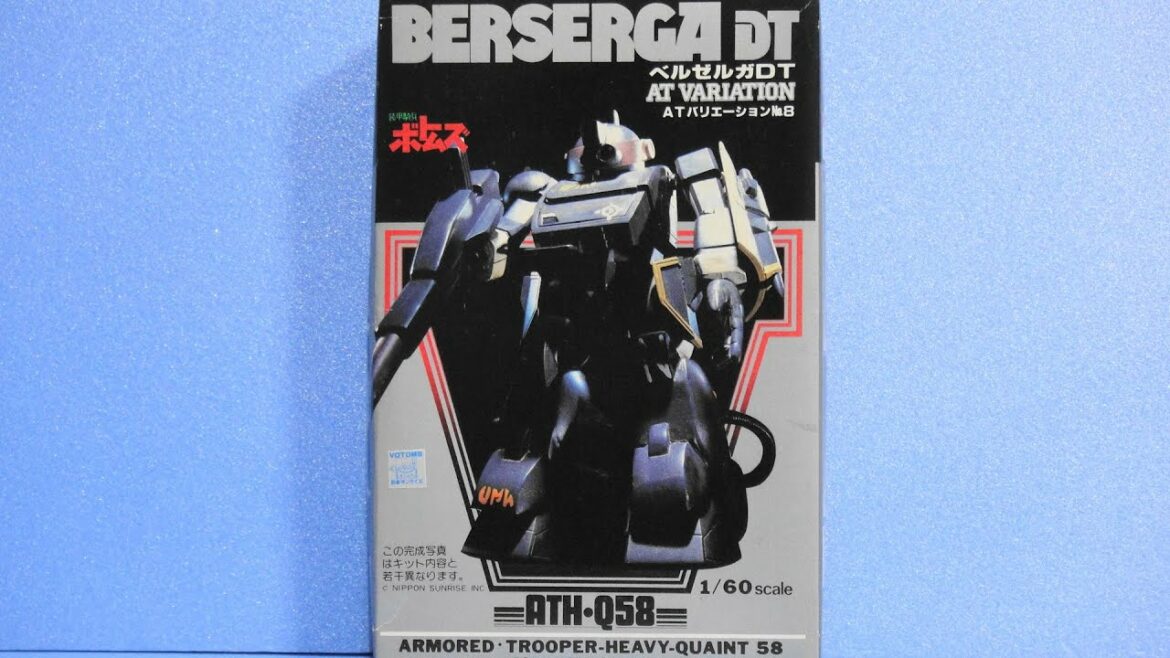 BERSERGA DT
ベルゼルガDT
AT VARIATION
ATバリエーション№8
装甲騎兵
ボトムズ
VOTOMS
この完成写真
はキット内容と
若干異なります。
© NIPPON SUNRISE INC
1/60 scale
ATH·Q58
ARMORED·TROOPER-HEAVY-QUAINT 58